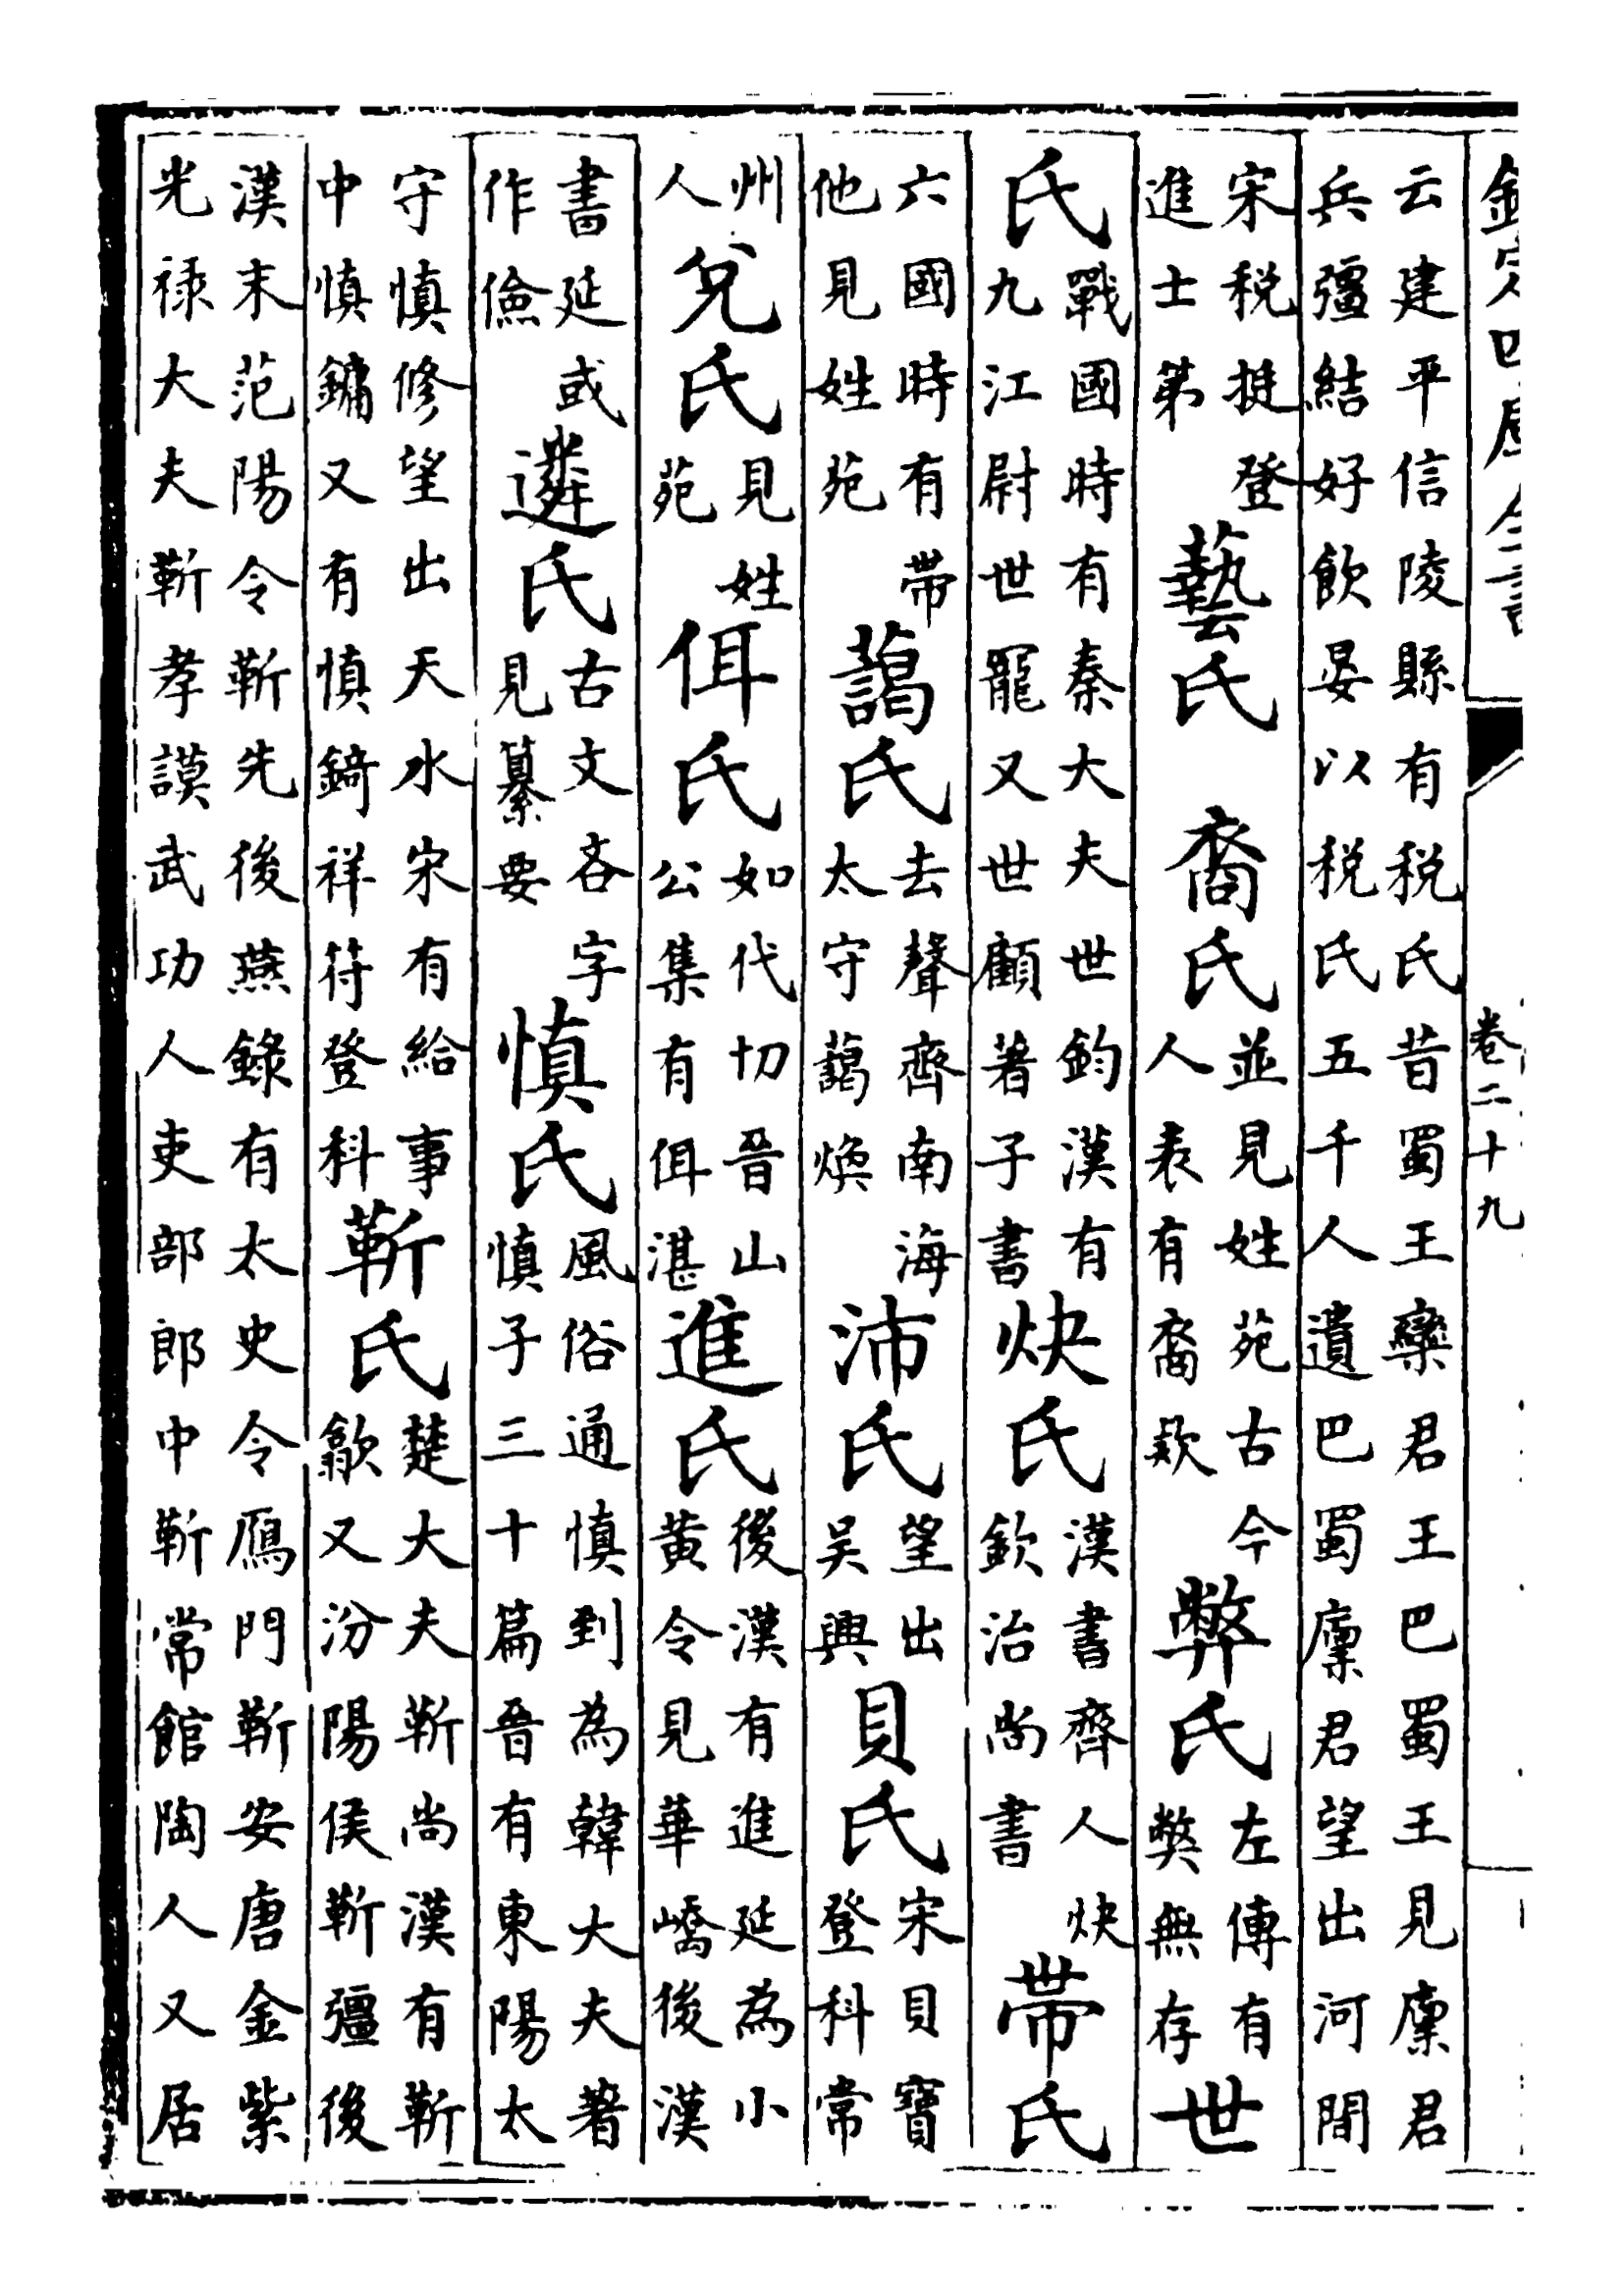 欽定四庫全書
卷二十九
云建平信陵縣有税氏昔蜀王欒君王巴蜀王見廩君
兵彊結好飲晏以税氏五千人遺巴蜀廩君望出河間
宋税挺登進士第藝氏裔氏並見姓苑古今人表有裔欵弊氏左傳有弊無存世
氏戰國時有秦大夫世鈞漢有九江尉世寵又世顧著子書炔氏漢書齊人炔欽治尚書帶氏
六國時有帶他見姓苑藹氏去聲齊南海太守藹煥沛氏望出吴興貝氏宋貝寶登科常
州人兌氏見姓苑佴氏如代切晉山公集有佴湛進氏後漢有進延為小黄令見華嶠後漢
書延或作儉遴氏古文吝字見纂要慎氏風俗通慎到為韓大夫著慎子三十篇晉有東陽太
守慎修望出天水宋有給事中慎鏞又有慎錡祥符登科靳氏楚大夫靳尚漢有靳歙又汾陽侯靳彊後
漢末范陽令靳先後燕錄有太史令鴈門靳安唐金紫
光禄大夫靳孝謨武功人吏部郎中靳常館陶人又居